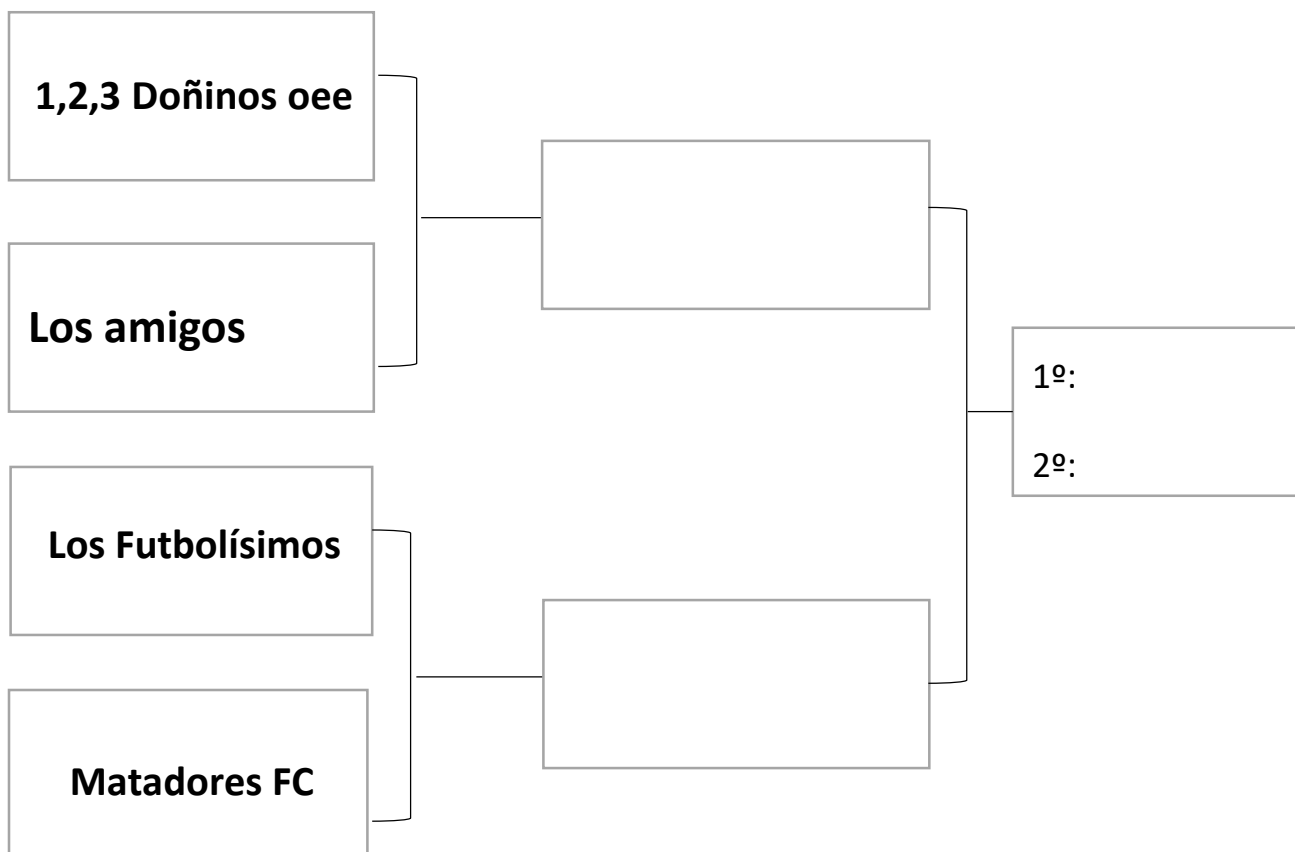 1,2,3 Doñinos oee
Los amigos
1º:
2º:
Los Futbolísimos
Matadores FC